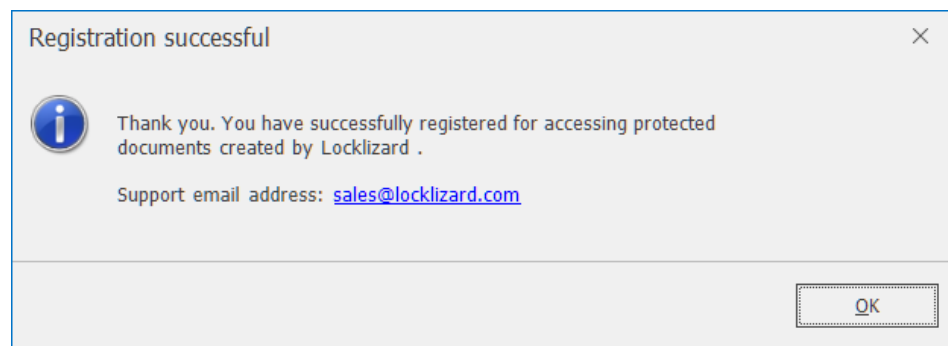 Registration successful
Thank you. You have successfully registered for accessing protected
documents created by Locklizard .
Support email address: sales@locklizard.com
OK